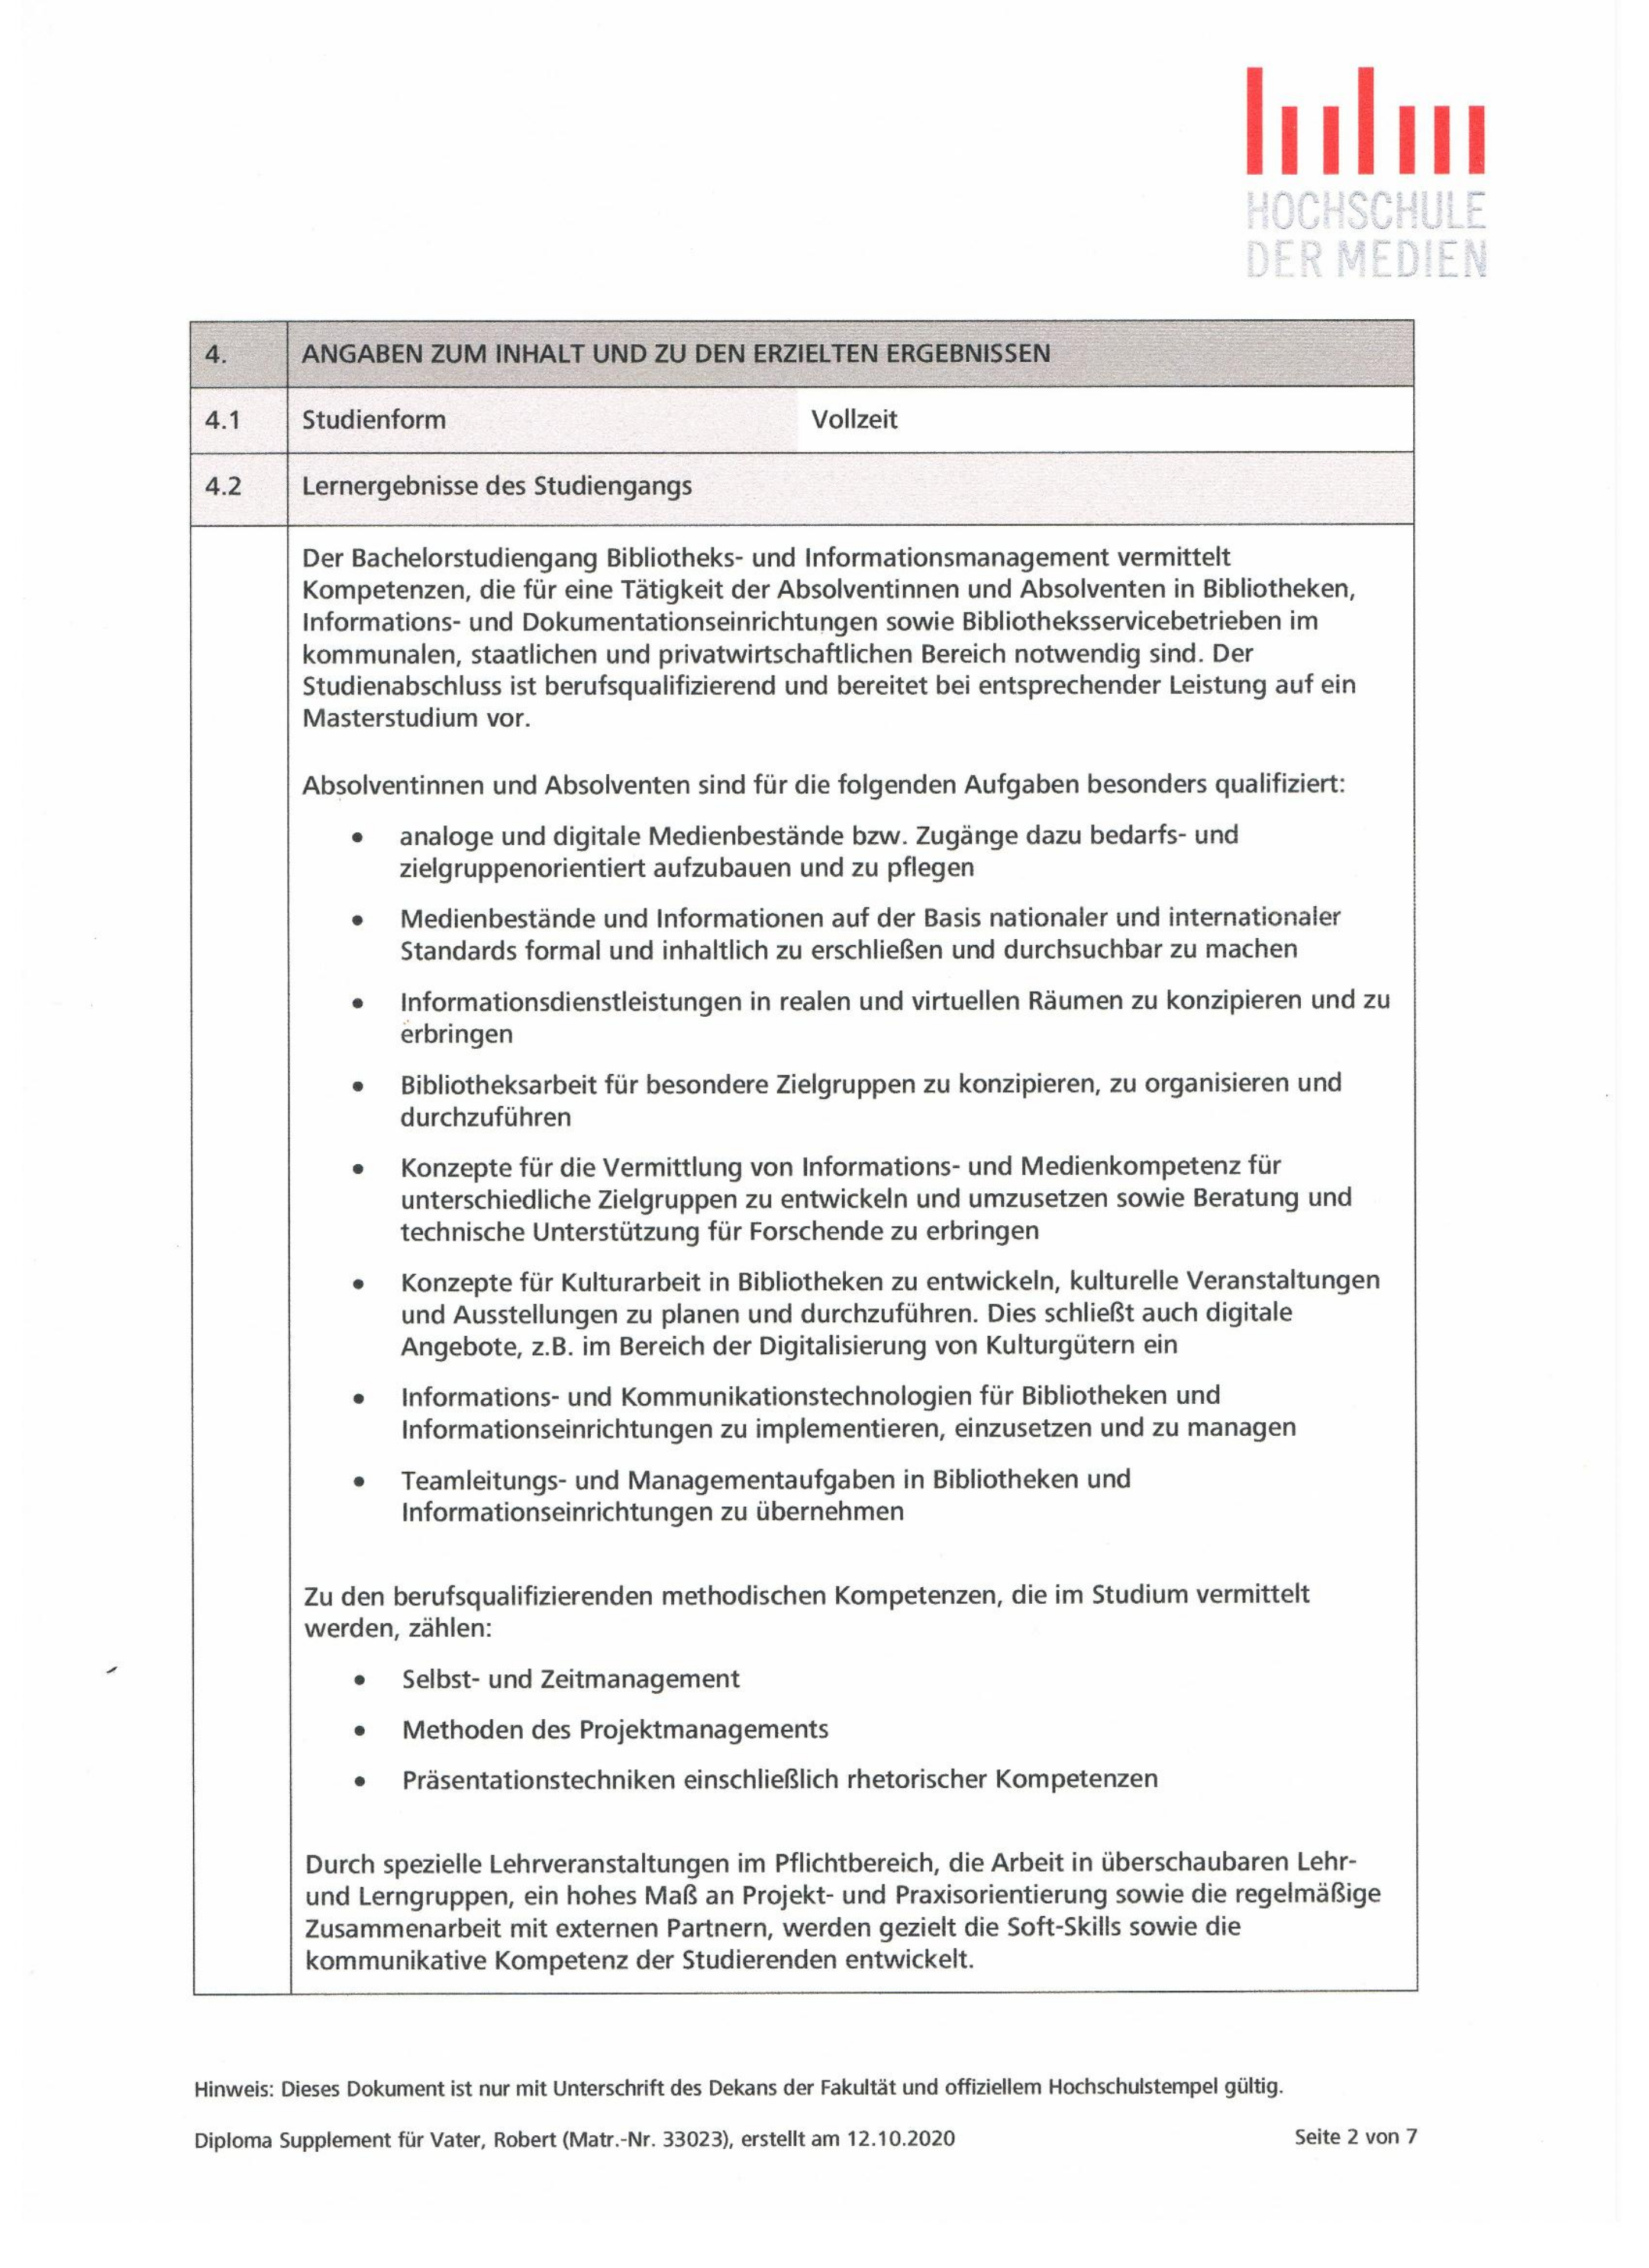 HOCHSCHULE
DER MEDIEN
4. ANGABEN ZUM INHALT UND ZU DEN ERZIELTEN ERGEBNISSEN
4.1 Studienform Vollzeit
4.2 Lernergebnisse des Studiengangs
Der Bachelorstudiengang Bibliotheks- und Informationsmanagement vermittelt
Kompetenzen, die für eine Tätigkeit der Absolventinnen und Absolventen in Bibliotheken,
Informations- und Dokumentationseinrichtungen sowie Bibliotheksservicebetrieben im
kommunalen, staatlichen und privatwirtschaftlichen Bereich notwendig sind. Der
Studienabschluss ist berufsqualifizierend und bereitet bei entsprechender Leistung auf ein
Masterstudium vor.
Absolventinnen und Absolventen sind für die folgenden Aufgaben besonders qualifiziert:
• analoge und digitale Medienbestände bzw. Zugänge dazu bedarfs- und
zielgruppenorientiert aufzubauen und zu pflegen
• Medienbestände und Informationen auf der Basis nationaler und internationaler
Standards formal und inhaltlich zu erschließen und durchsuchbar zu machen
• Informationsdienstleistungen in realen und virtuellen Räumen zu konzipieren und zu
erbringen
• Bibliotheksarbeit für besondere Zielgruppen zu konzipieren, zu organisieren und
durchzuführen
• Konzepte für die Vermittlung von Informations- und Medienkompetenz für
unterschiedliche Zielgruppen zu entwickeln und umzusetzen sowie Beratung und
technische Unterstützung für Forschende zu erbringen
• Konzepte für Kulturarbeit in Bibliotheken zu entwickeln, kulturelle Veranstaltungen
und Ausstellungen zu planen und durchzuführen. Dies schließt auch digitale
Angebote, z.B. im Bereich der Digitalisierung von Kulturgütern ein
• Informations- und Kommunikationstechnologien für Bibliotheken und
Informationseinrichtungen zu implementieren, einzusetzen und zu managen
• Teamleitungs- und Managementaufgaben in Bibliotheken und
Informationseinrichtungen zu übernehmen
Zu den berufsqualifizierenden methodischen Kompetenzen, die im Studium vermittelt
werden, zählen:
• Selbst- und Zeitmanagement
• Methoden des Projektmanagements
• Präsentationstechniken einschließlich rhetorischer Kompetenzen
Durch spezielle Lehrveranstaltungen im Pflichtbereich, die Arbeit in überschaubaren Lehr-
und Lerngruppen, ein hohes Maß an Projekt- und Praxisorientierung sowie die regelmäßige
Zusammenarbeit mit externen Partnern, werden gezielt die Soft-Skills sowie die
kommunikative Kompetenz der Studierenden entwickelt.
Hinweis: Dieses Dokument ist nur mit Unterschrift des Dekans der Fakultät und offiziellem Hochschulstempel gültig.
Diploma Supplement für Vater, Robert (Matr.-Nr. 33023), erstellt am 12.10.2020 Seite 2 von 7